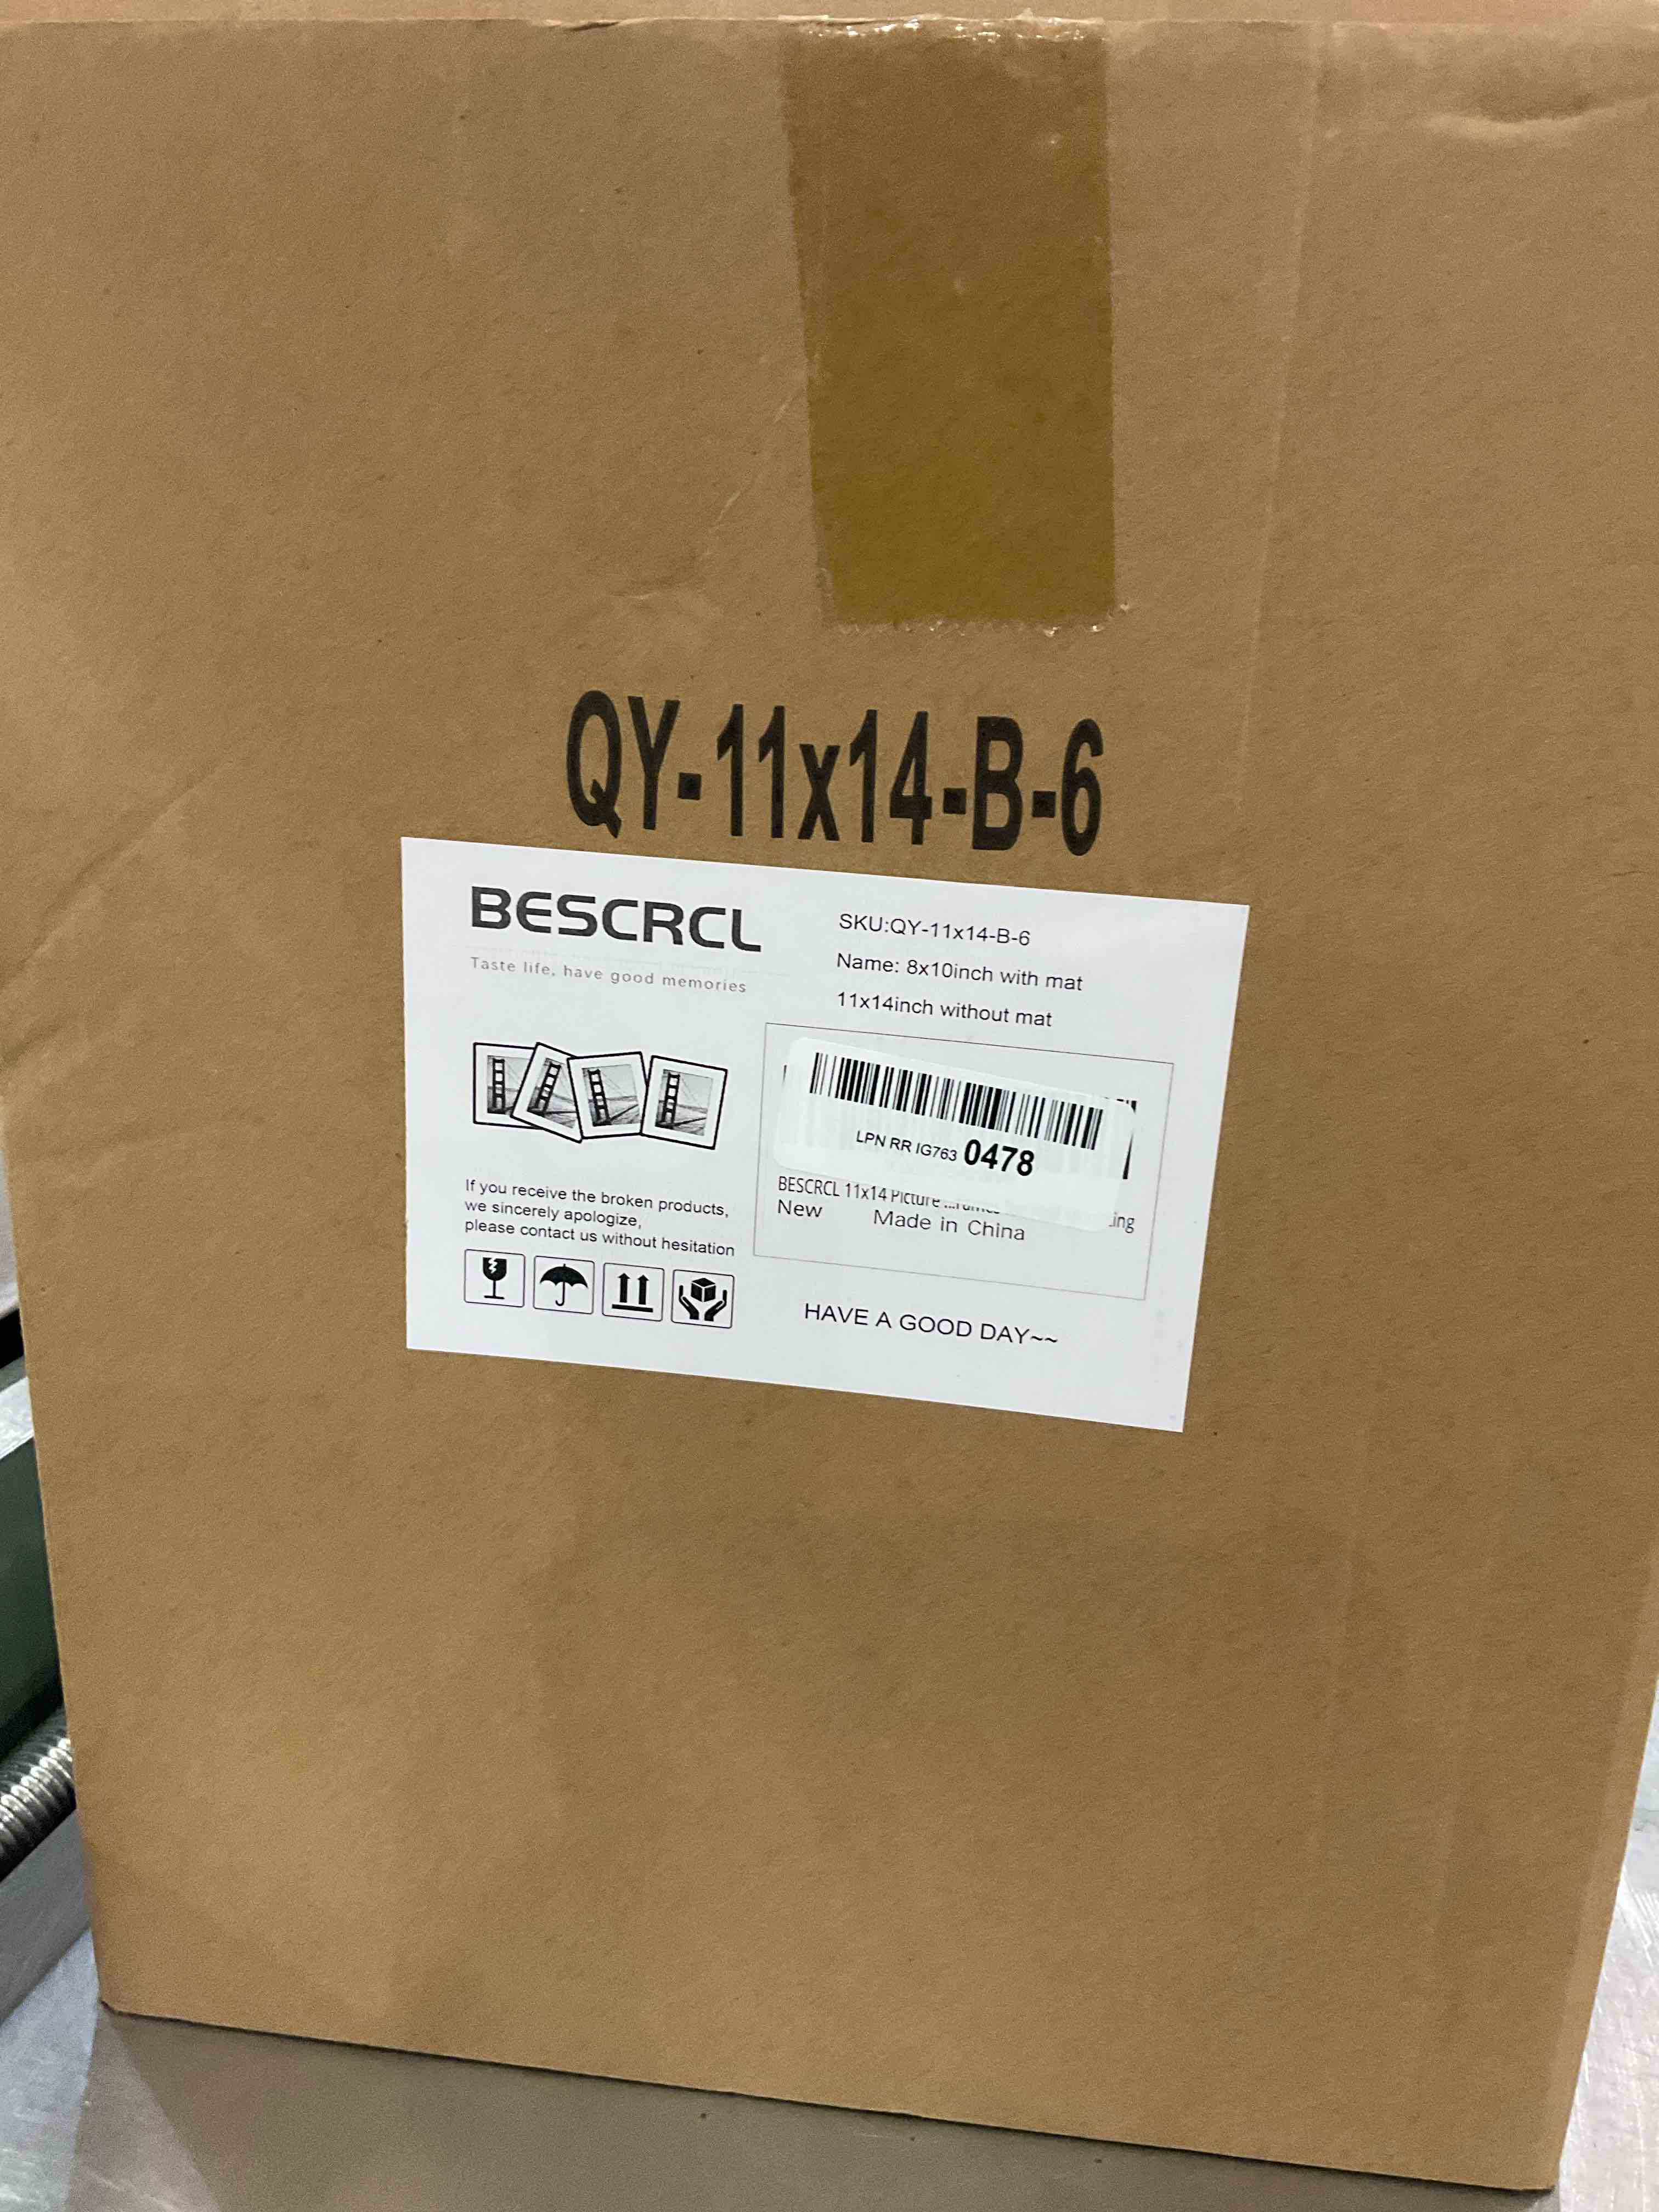 QY-11x14-B-6
BESCRCL
Taste life, have good memories
SKU:QY-11x14-B-6
Name: 8x10inch with mat
11x14inch without mat
LPN RR IG763 0478
BESCRCL 11x14 Picture
New
Made in China
If you receive the broken products,
we sincerely apologize,
please contact us without hesitation
HAVE A GOOD DAY~~